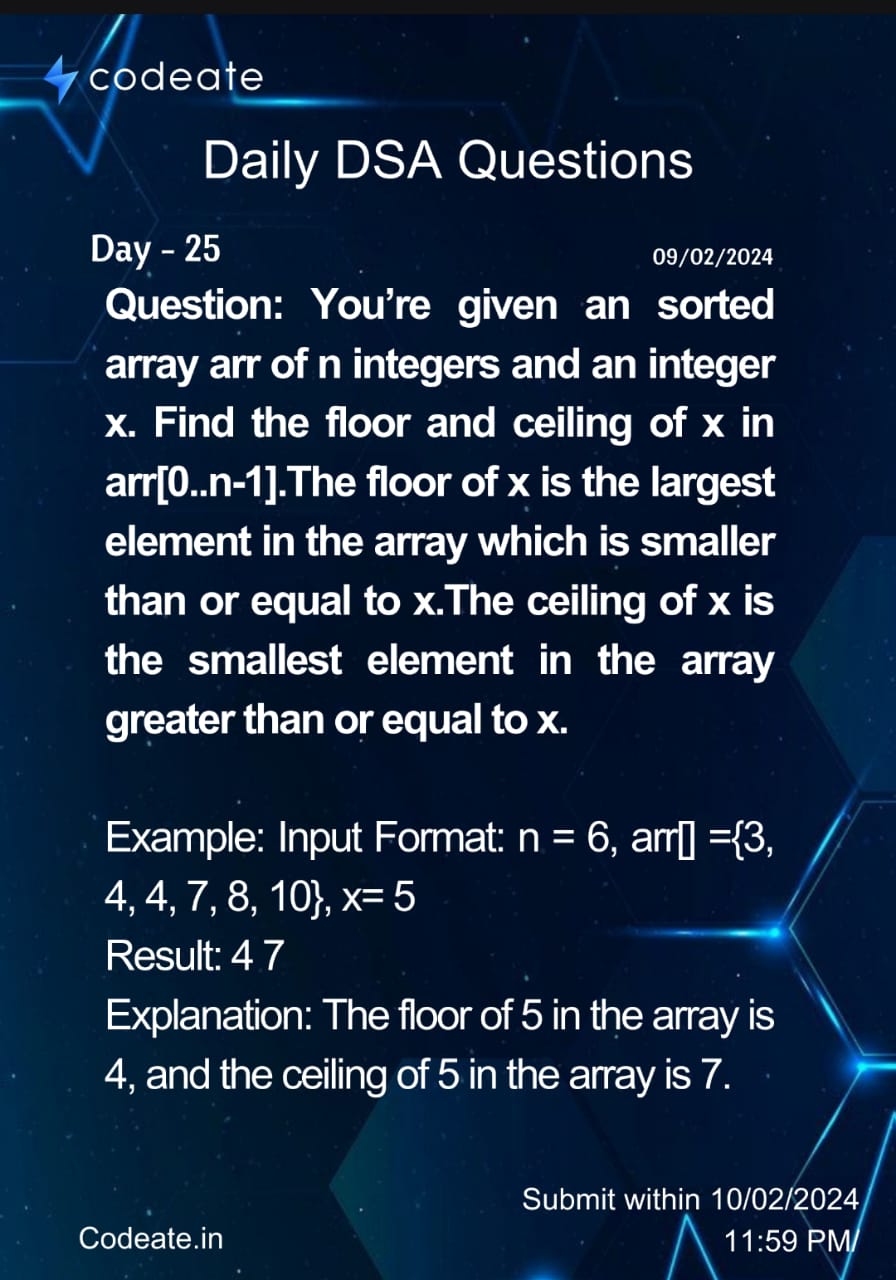 codeate
Daily DSA Questions
Day - 25
09/02/2024
Question: You're given an sorted
array arr of n integers and an integer
x. Find the floor and ceiling of x in
arr[0..n-1].The floor of x is the largest
element in the array which is smaller
than or equal to x.The ceiling of x is
the smallest element in the array
greater than or equal to x.
Example: Input Format: n = 6, arr[] ={3,
4, 4, 7, 8, 10}, x= 5
Result: 4 7
Explanation: The floor of 5 in the array is
4, and the ceiling of 5 in the array is 7.
Submit within 10/02/2024
Codeate.in
11:59 PM/